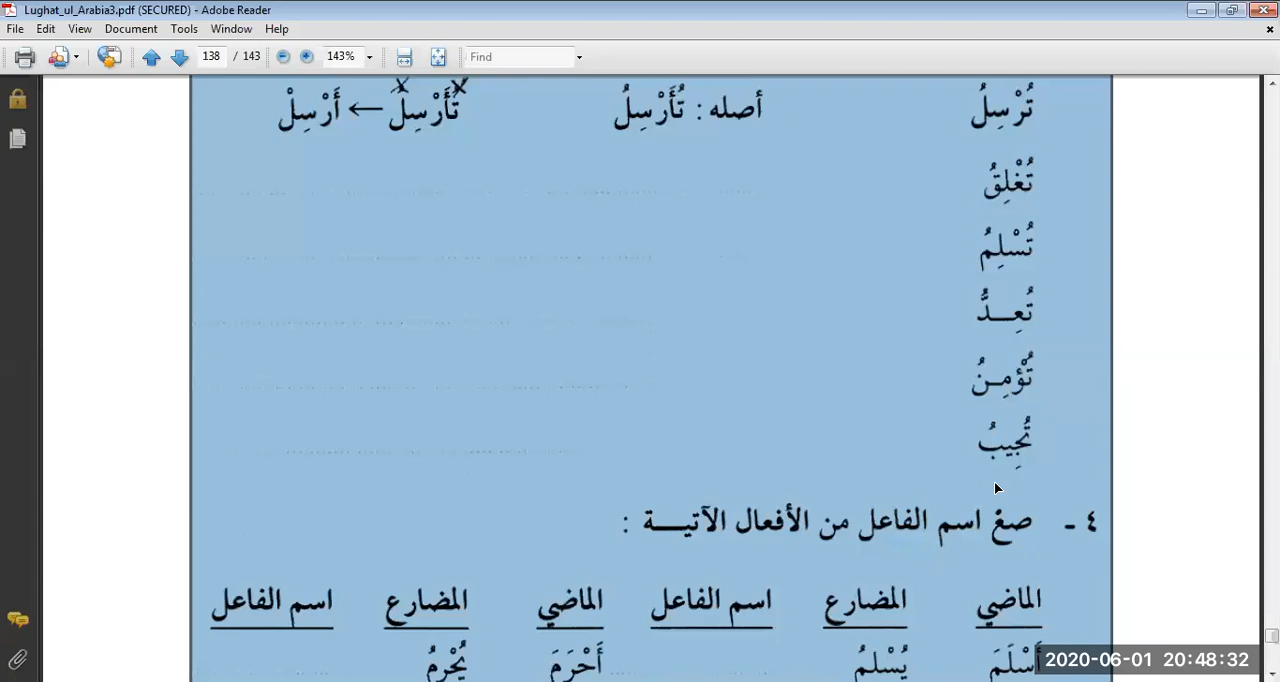 Lughat_ul_Arabia3.pdf (SECURED) - Adobe Reader
File Edit View Document Tools Window Help
138 / 143 143% Find
تُرْسِلُ أصله : تُأَرْسِلُ تُأَرْسِلُ ← أَرْسِلْ
تُغْلِقُ
تُسْلِمُ
تُعِـــدُّ
تُؤْمِـنُ
تُجِيبُ
٤ - صغْ اسم الفاعل من الأفعال الآتيـــة :
الماضي المضارع اسم الفاعل الماضي المضارع اسم الفاعل
أَسْلَمَ يُسْلِمُ أَحْرَمَ يُحْرِمُ
2020-06-01 20:48:32